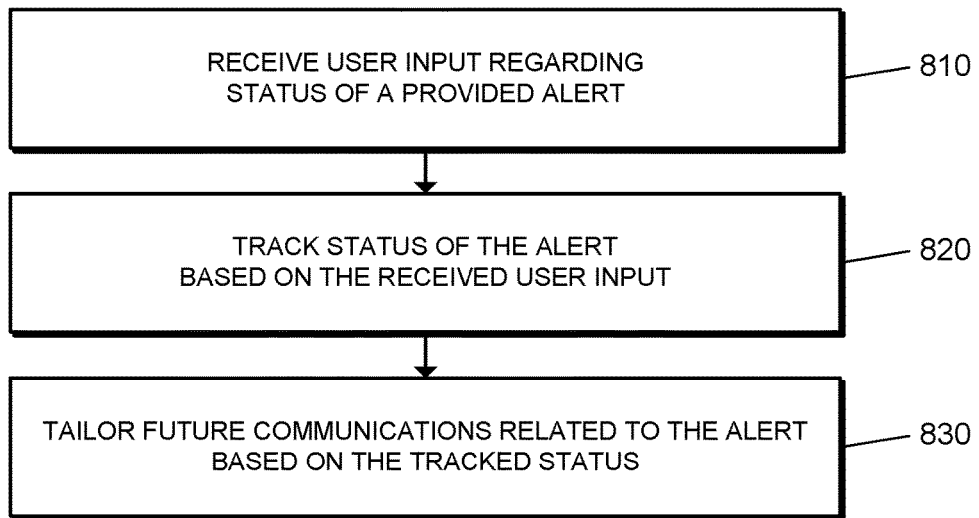 RECEIVE USER INPUT REGARDING
STATUS OF A PROVIDED ALERT
810
TRACK STATUS OF THE ALERT
BASED ON THE RECEIVED USER INPUT
820
TAILOR FUTURE COMMUNICATIONS RELATED TO THE ALERT
BASED ON THE TRACKED STATUS
830